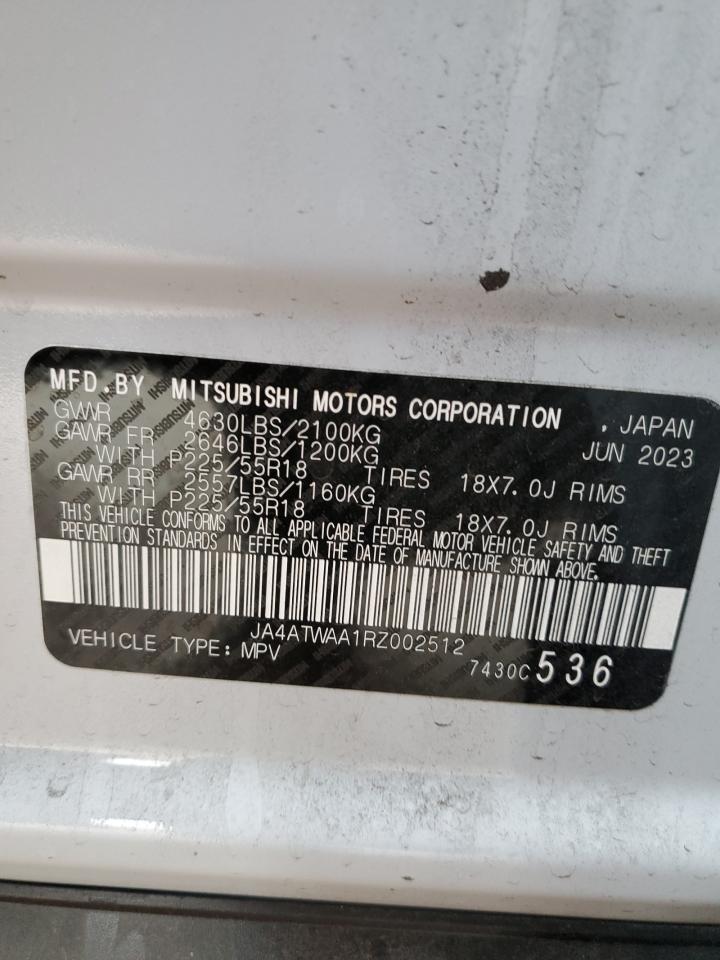 MFD.BY MITSUBISHI MOTORS CORPORATION , JAPAN
GVWR 4630LBS/2100KG JUN 2023
GAWR FR 2646LBS/1200KG
WITH P225/55R18 TIRES 18X7.0J RIMS
GAWR RR 2557LBS/1160KG
WITH P225/55R18 TIRES 18X7.0J RIMS
THIS VEHICLE CONFORMS TO ALL APPLICABLE FEDERAL MOTOR VEHICLE SAFETY AND THEFT
PREVENTION STANDARDS IN EFFECT ON THE DATE OF MANUFACTURE SHOWN ABOVE.
JA4ATWAA1RZ002512
VEHICLE TYPE: MPV 7430C 536